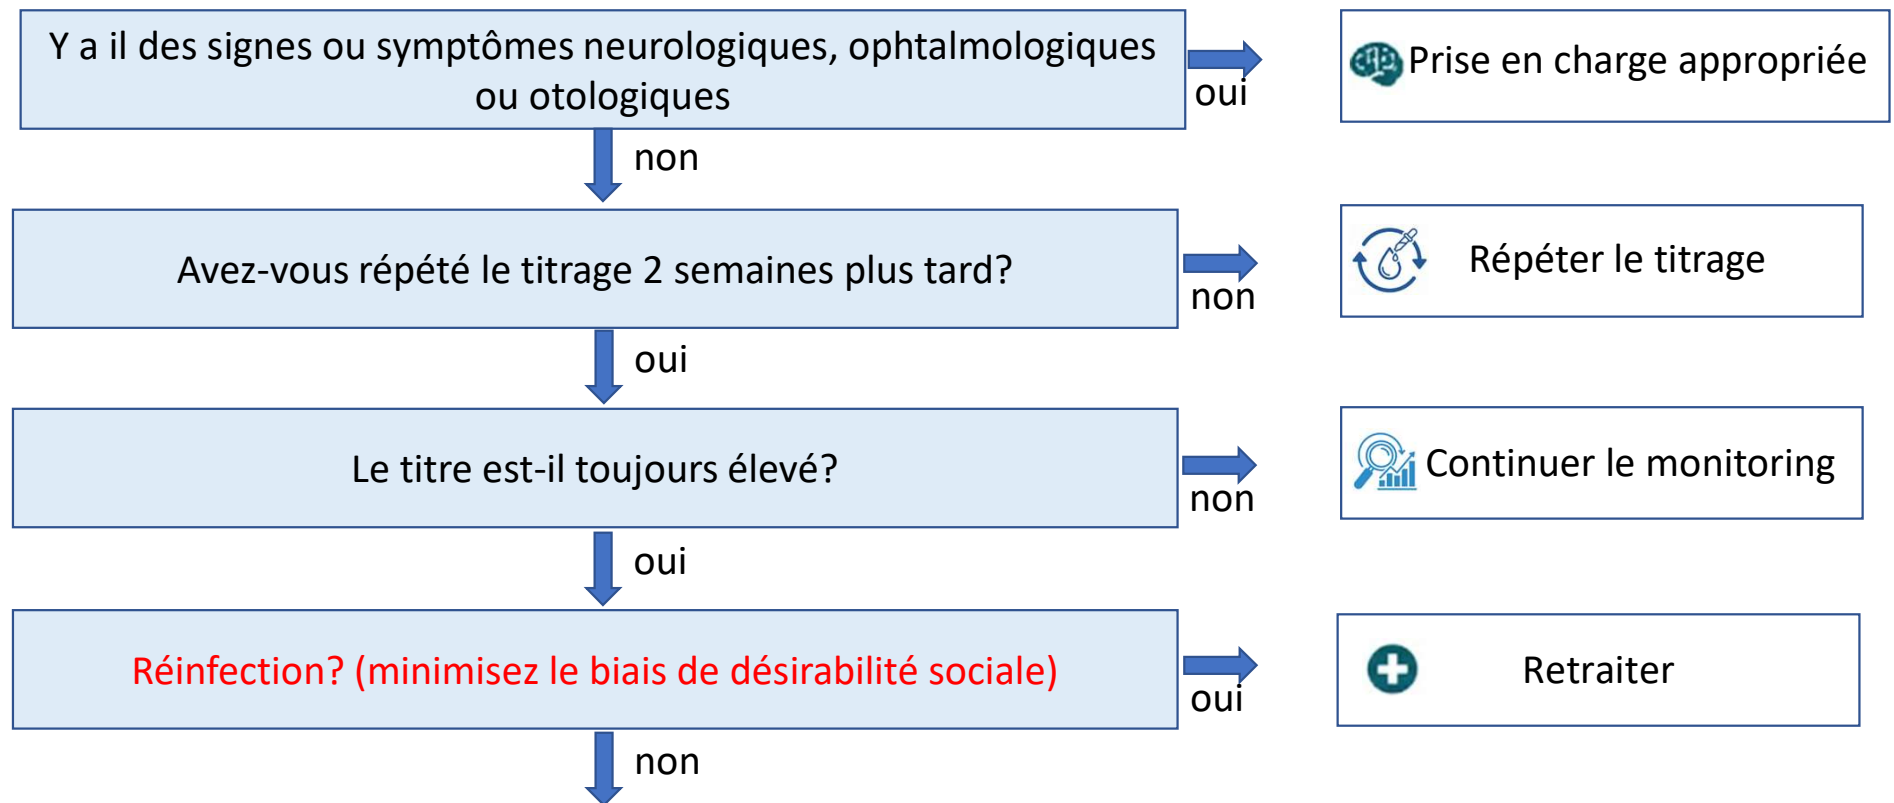 Y a il des signes ou symptômes neurologiques, ophtalmologiques
ou otologiques
oui
Prise en charge appropriée
non
Avez-vous répété le titrage 2 semaines plus tard?
non
Répéter le titrage
oui
Le titre est-il toujours élevé?
non
Continuer le monitoring
oui
Réinfection? (minimisez le biais de désirabilité sociale)
oui
Retraiter
non